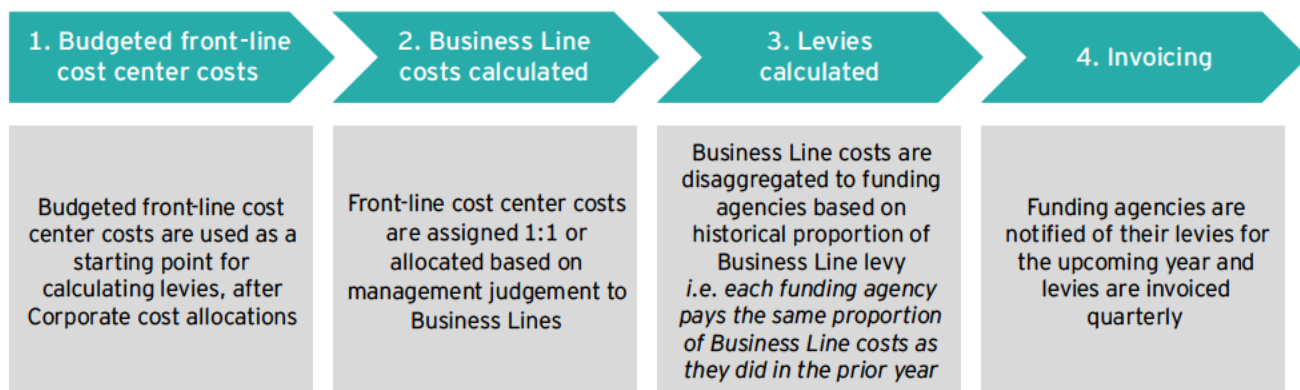 1. Budgeted front-line
cost center costs
2. Business Line
costs calculated
3. Levies
calculated
4. Invoicing
Budgeted front-line cost
center costs are used as a
starting point for
calculating levies, after
Corporate cost allocations
Front-line cost center costs
are assigned 1:1 or
allocated based on
management judgement to
Business Lines
Business Line costs are
disaggregated to funding
agencies based on
historical proportion of
Business Line levy
i.e. each funding agency
pays the same proportion
of Business Line costs as
they did in the prior year
Funding agencies are
notified of their levies for
the upcoming year and
levies are invoiced
quarterly